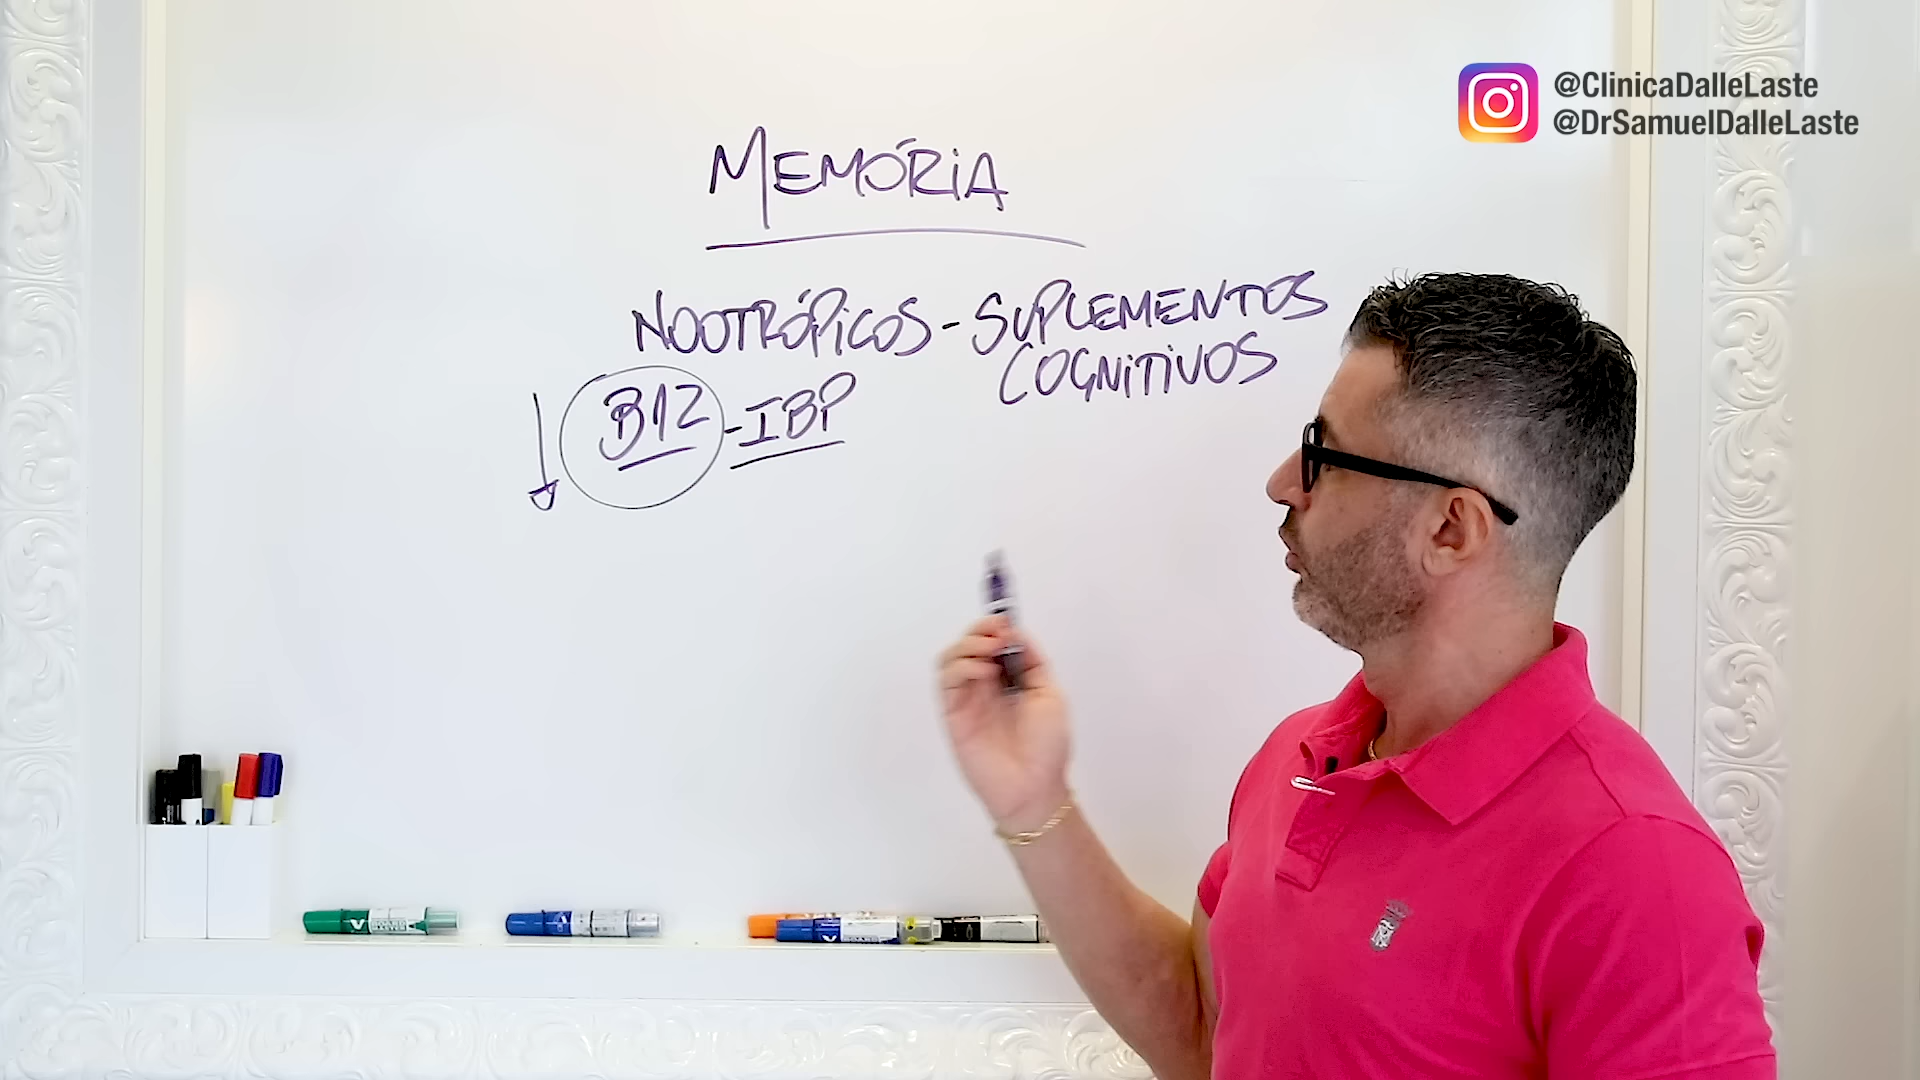 @ClinicaDalleLaste
@DrSamuelDalleLaste
MEMÓRIA
NOOTRÓPICOS - SUPLEMENTOS
COGNITIVOS
B12 - IBP